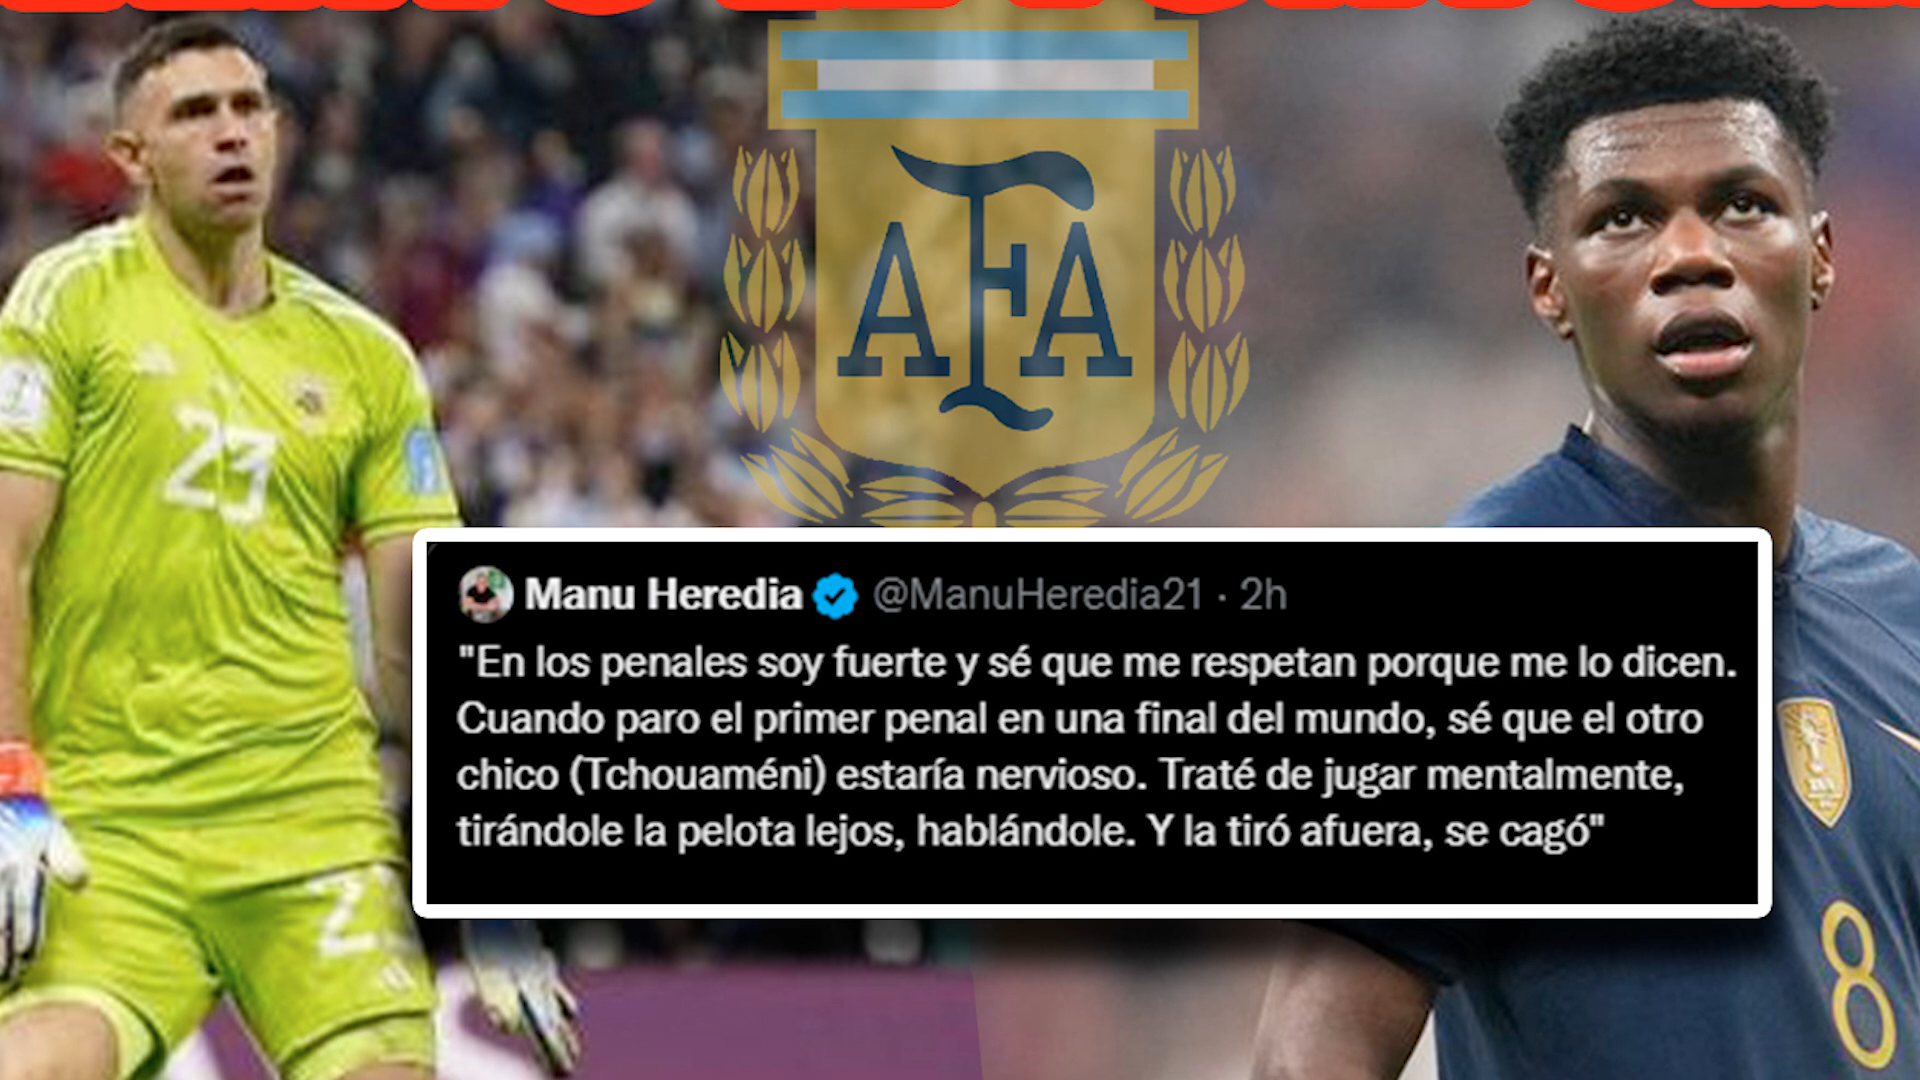 AFA
23
23
Manu Heredia @ManuHeredia21 · 2h
"En los penales soy fuerte y sé que me respetan porque me lo dicen.
Cuando paro el primer penal en una final del mundo, sé que el otro
chico (Tchouaméni) estaría nervioso. Traté de jugar mentalmente,
tirándole la pelota lejos, hablándole. Y la tiró afuera, se cagó"
8